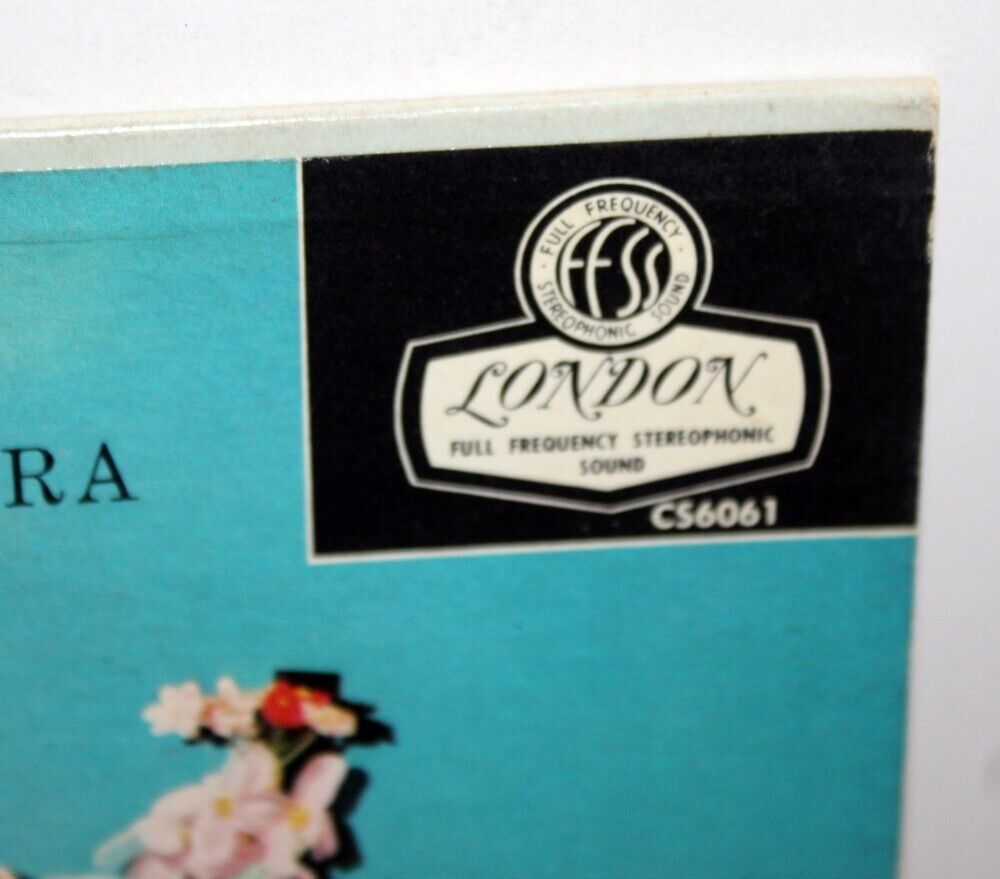 · FULL FREQUENCY ·
FFSS
STEREOPHONIC SOUND
LONDON
FULL FREQUENCY STEREOPHONIC
SOUND
CS6061
RA